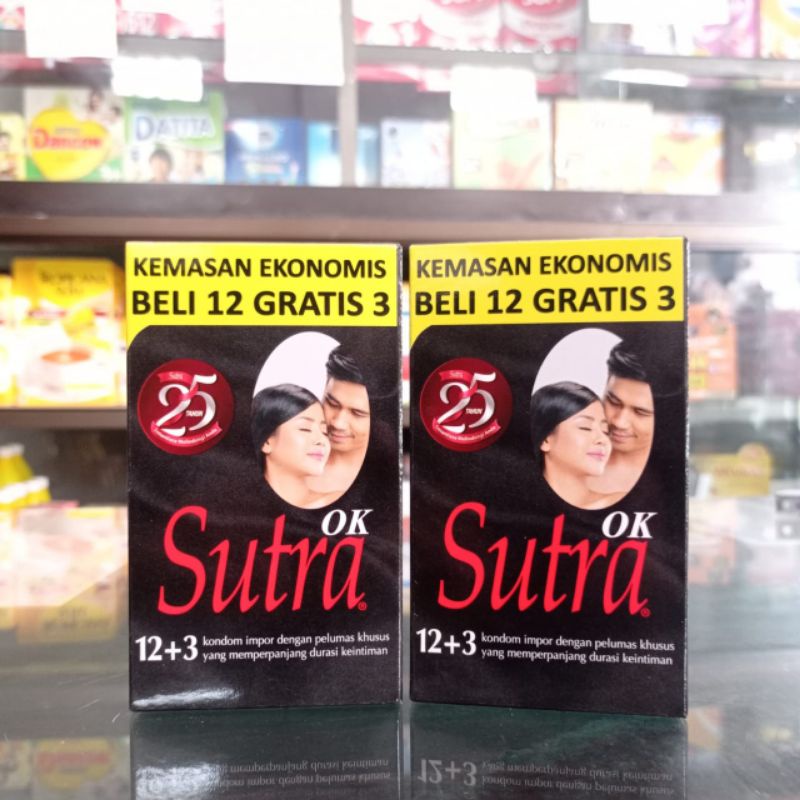 Dancow
DATITA
KEMASAN EKONOMIS
BELI 12 GRATIS 3
25
TAHUN
OK
Sutra®
12+3 kondom impor dengan pelumas khusus
yang memperpanjang durasi keintiman
KEMASAN EKONOMIS
BELI 12 GRATIS 3
25
TAHUN
OK
Sutra®
12+3 kondom impor dengan pelumas khusus
yang memperpanjang durasi keintiman